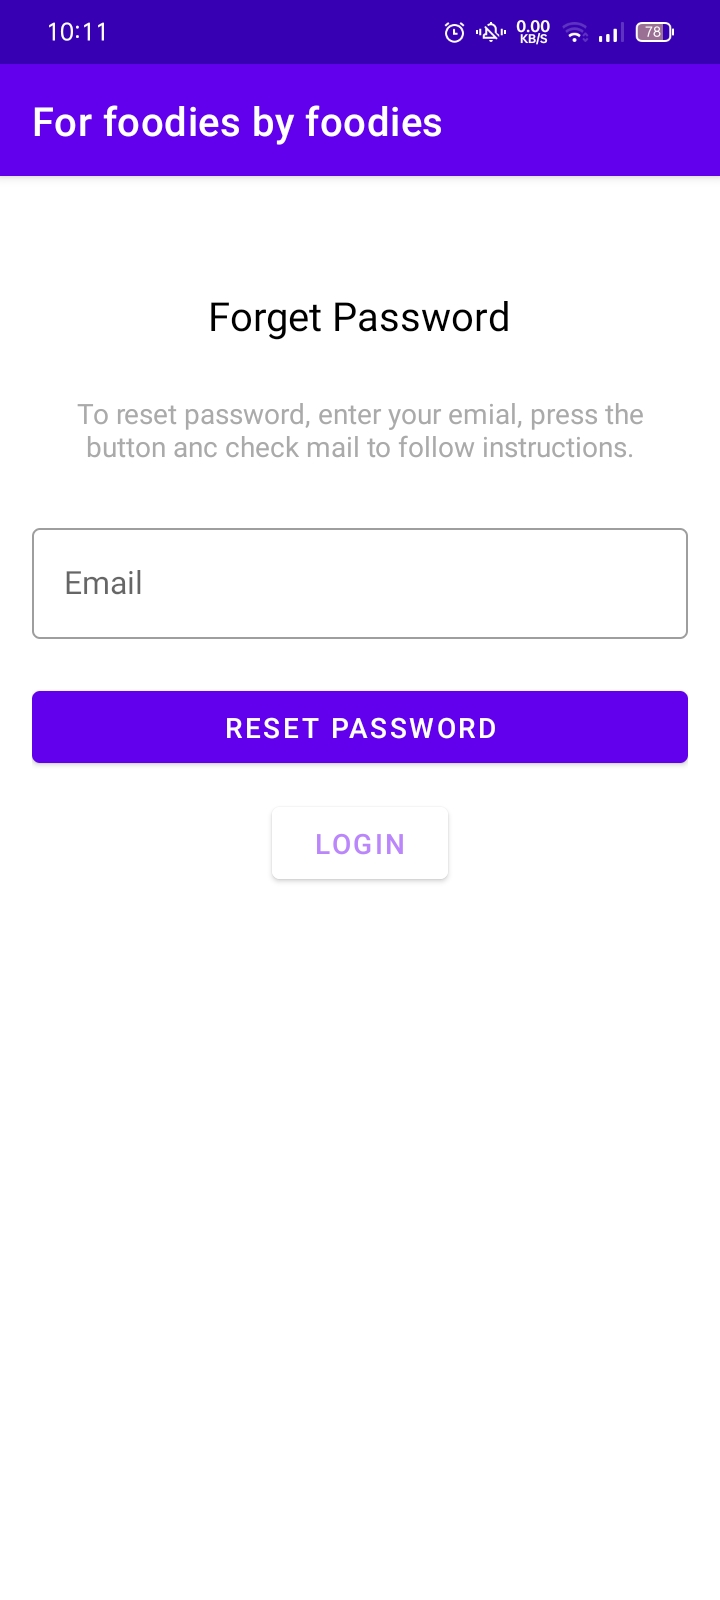 10:11
0.00
KB/S
78
For foodies by foodies
Forget Password
To reset password, enter your emial, press the
button anc check mail to follow instructions.
Email
RESET PASSWORD
LOGIN